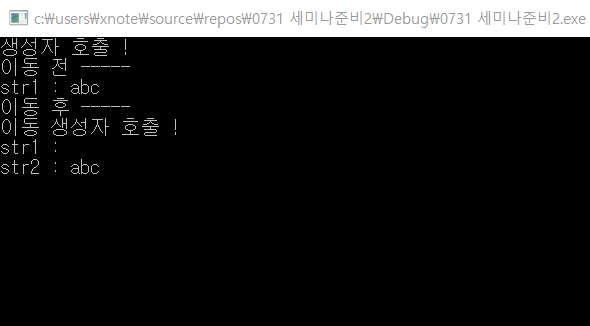 c:₩users₩xnote₩source₩repos₩0731 세미나준비2₩Debug₩0731 세미나준비2.exe
생성자 호출 !
이동 전 -----
str1 : abc
이동 후 -----
이동 생성자 호출 !
str1 :
str2 : abc